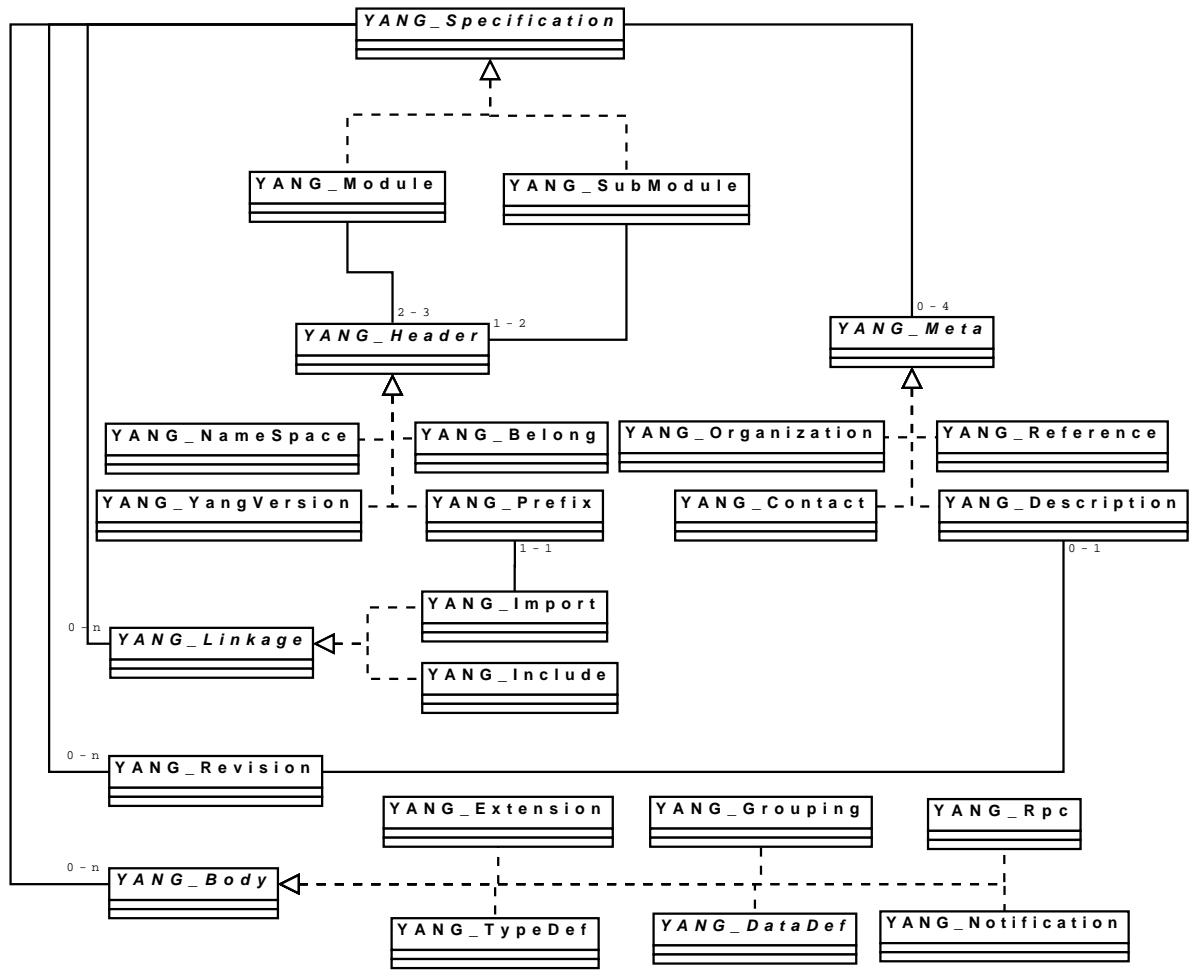 YANG_Specification
YANG_Module
YANG_SubModule
2-3
1-2
0-4
YANG_Header
YANG_Meta
YANG_NameSpace
YANG_Belong
YANG_Organization
YANG_Reference
YANG_YangVersion
YANG_Prefix
YANG_Contact
YANG_Description
1-1
0-1
YANG_Import
0-n
YANG_Linkage
YANG_Include
0-n
YANG_Revision
YANG_Extension
YANG_Grouping
YANG_Rpc
0-n
YANG_Body
YANG_TypeDef
YANG_DataDef
YANG_Notification